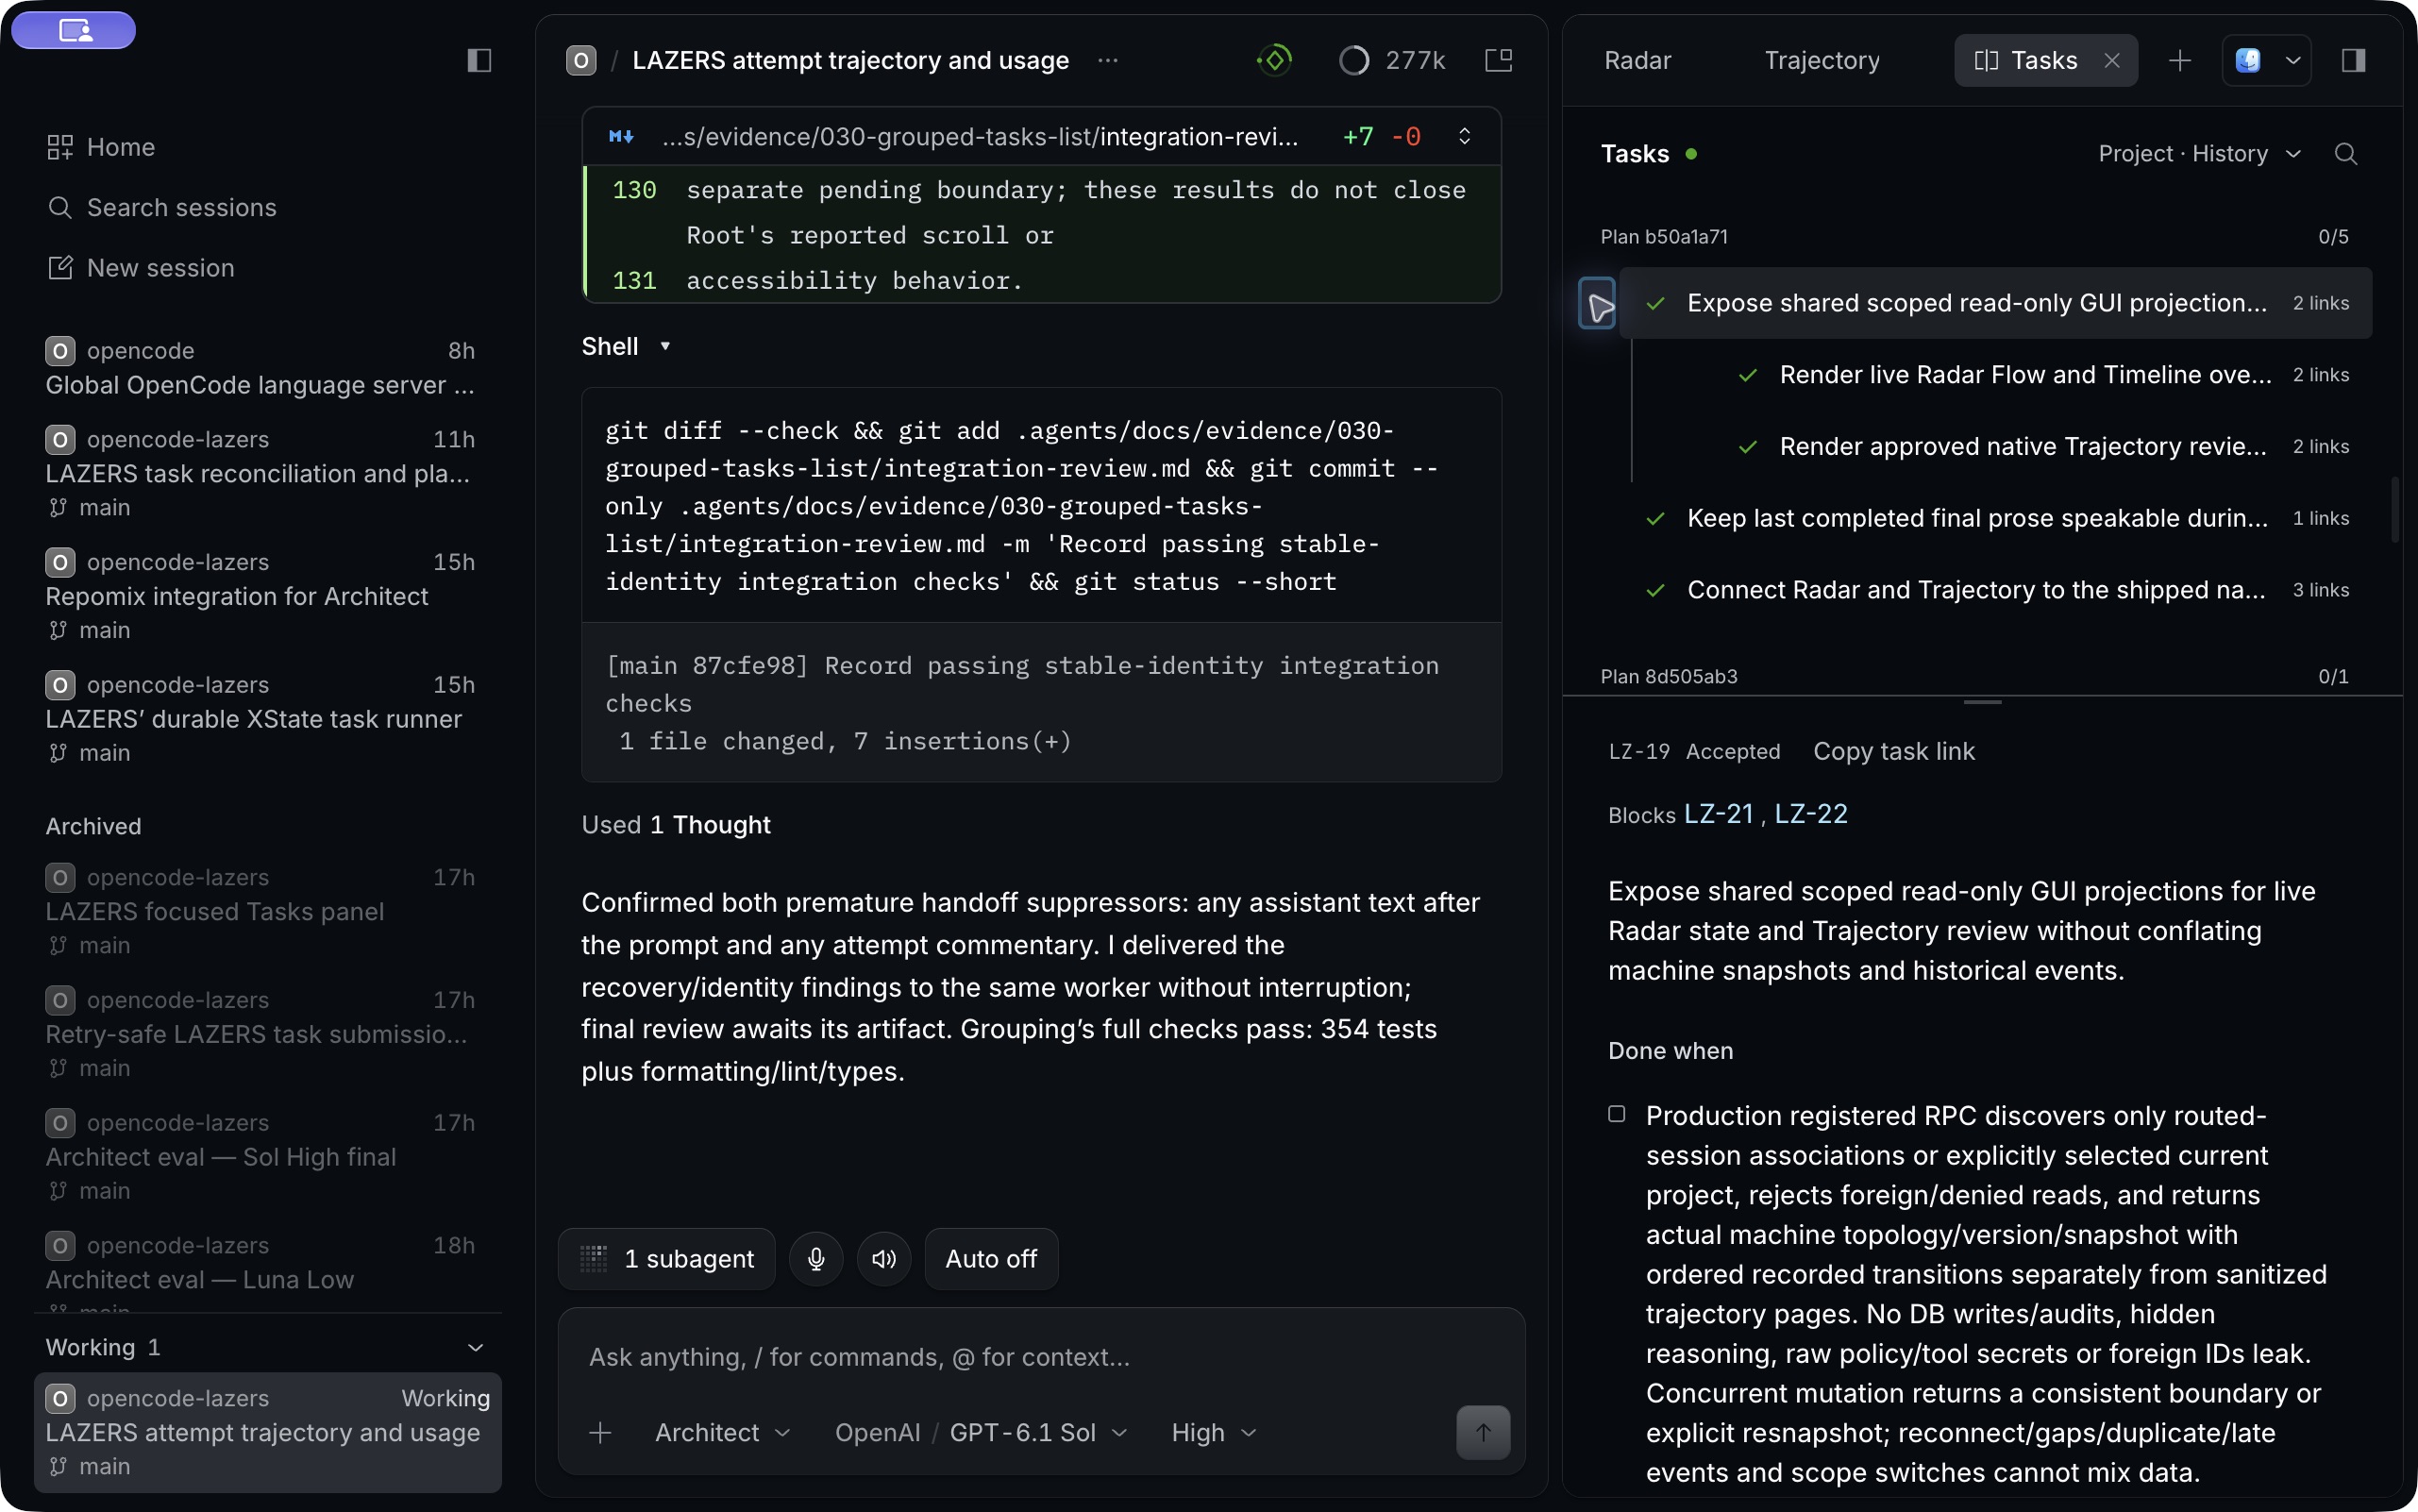 Home
Search sessions
New session
O opencode 8h
Global OpenCode language server ...
O opencode-lazers 11h
LAZERS task reconciliation and pla...
main
O opencode-lazers 15h
Repomix integration for Architect
main
O opencode-lazers 15h
LAZERS’ durable XState task runner
main
Archived
O opencode-lazers 17h
LAZERS focused Tasks panel
main
O opencode-lazers 17h
Retry-safe LAZERS task submissio...
main
O opencode-lazers 17h
Architect eval — Sol High final
main
O opencode-lazers 18h
Architect eval — Luna Low
main
Working 1
O opencode-lazers Working
LAZERS attempt trajectory and usage
main
O / LAZERS attempt trajectory and usage ... 277k
...s/evidence/030-grouped-tasks-list/integration-revi... +7 -0
130 separate pending boundary; these results do not close
Root's reported scroll or
131 accessibility behavior.
Shell
git diff --check && git add .agents/docs/evidence/030-
grouped-tasks-list/integration-review.md && git commit --
only .agents/docs/evidence/030-grouped-tasks-
list/integration-review.md -m 'Record passing stable-
identity integration checks' && git status --short
[main 87cfe98] Record passing stable-identity integration
checks
1 file changed, 7 insertions(+)
Used 1 Thought
Confirmed both premature handoff suppressors: any assistant text after
the prompt and any attempt commentary. I delivered the
recovery/identity findings to the same worker without interruption;
final review awaits its artifact. Grouping’s full checks pass: 354 tests
plus formatting/lint/types.
1 subagent Auto off
Ask anything, / for commands, @ for context...
Architect OpenAI / GPT-6.1 Sol High
Radar Trajectory Tasks
Tasks Project · History
Plan b50a1a71 0/5
Expose shared scoped read-only GUI projection... 2 links
Render live Radar Flow and Timeline ove... 2 links
Render approved native Trajectory revie... 2 links
Keep last completed final prose speakable durin... 1 links
Connect Radar and Trajectory to the shipped na... 3 links
Plan 8d505ab3 0/1
LZ-19 Accepted Copy task link
Blocks LZ-21 , LZ-22
Expose shared scoped read-only GUI projections for live
Radar state and Trajectory review without conflating
machine snapshots and historical events.
Done when
Production registered RPC discovers only routed-
session associations or explicitly selected current
project, rejects foreign/denied reads, and returns
actual machine topology/version/snapshot with
ordered recorded transitions separately from sanitized
trajectory pages. No DB writes/audits, hidden
reasoning, raw policy/tool secrets or foreign IDs leak.
Concurrent mutation returns a consistent boundary or
explicit resnapshot; reconnect/gaps/duplicate/late
events and scope switches cannot mix data.